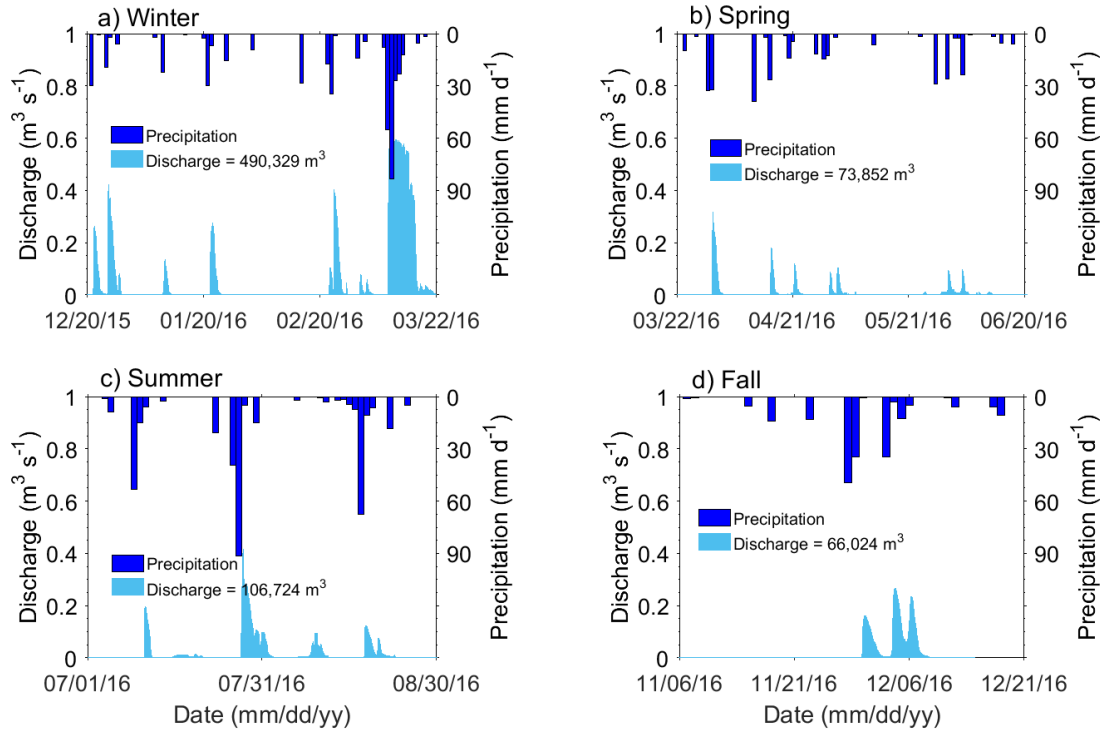 a) Winter
Discharge (m³ s⁻¹)
1
0.8
0.6
0.4
0.2
0
0
30
60
90
Precipitation (mm d⁻¹)
Precipitation
Discharge = 490,329 m³
12/20/15 01/20/16 02/20/16 03/22/16
b) Spring
Discharge (m³ s⁻¹)
1
0.8
0.6
0.4
0.2
0
0
30
60
90
Precipitation (mm d⁻¹)
Precipitation
Discharge = 73,852 m³
03/22/16 04/21/16 05/21/16 06/20/16
c) Summer
Discharge (m³ s⁻¹)
1
0.8
0.6
0.4
0.2
0
0
30
60
90
Precipitation (mm d⁻¹)
Precipitation
Discharge = 106,724 m³
07/01/16 07/31/16 08/30/16
Date (mm/dd/yy)
d) Fall
Discharge (m³ s⁻¹)
1
0.8
0.6
0.4
0.2
0
0
30
60
90
Precipitation (mm d⁻¹)
Precipitation
Discharge = 66,024 m³
11/06/16 11/21/16 12/06/16 12/21/16
Date (mm/dd/yy)